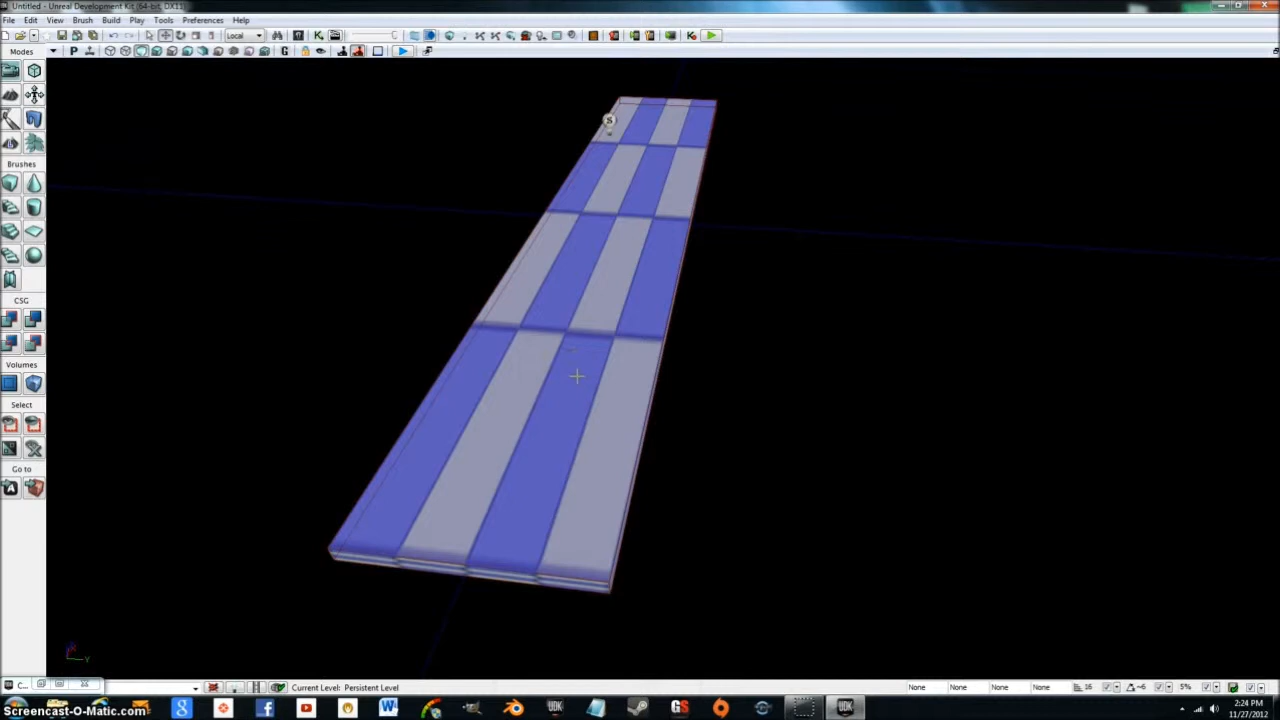 Untitled - Unreal Development Kit (64-bit, DX11)
File Edit View Brush Build Play Tools Preferences Help
Local
Modes
P
G
S
Brushes
CSG
Volumes
Select
Go to
Y
C...
Current Level: Persistent Level
None None None None 16 ~6 5%
Screencast-O-Matic.com
2:24 PM
11/27/2012